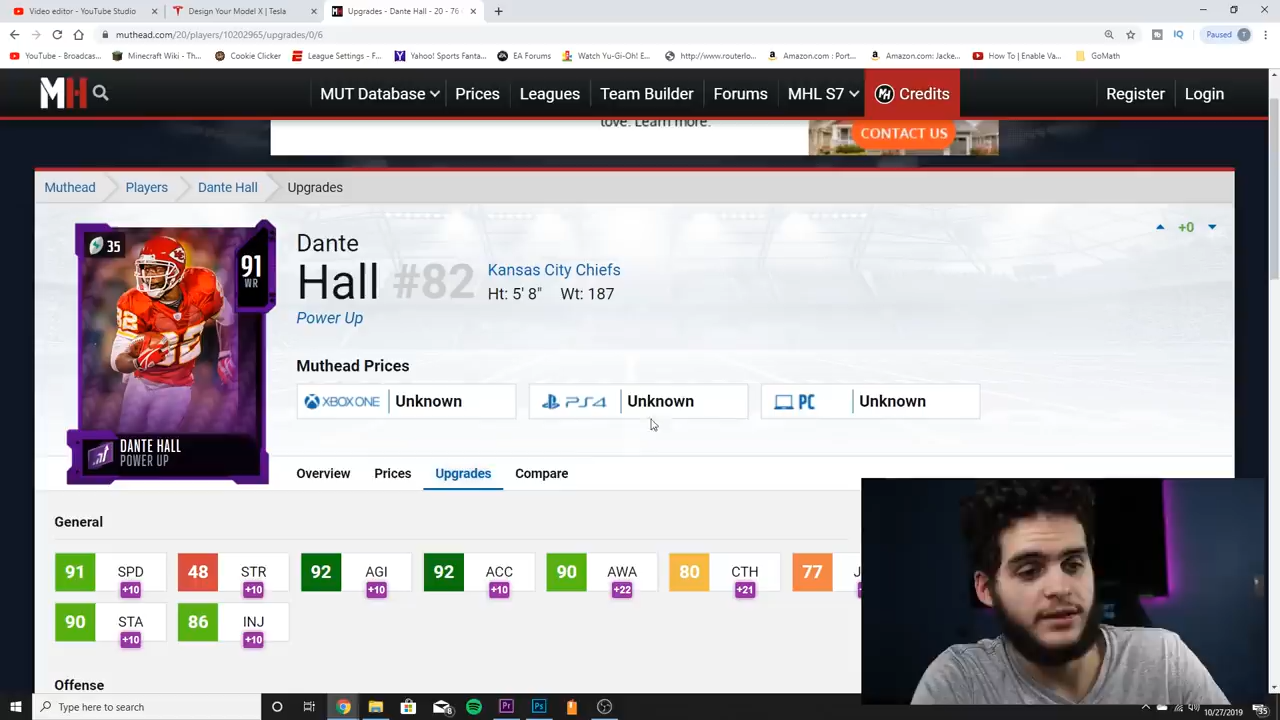 Video editor - YouTube Studio
Design Your Model X | Tesla
Upgrades - Dante Hall - 20 - 76
muthead.com/20/players/10202965/upgrades/0/6
Paused
YouTube - Broadcas...
Minecraft Wiki - Th...
Cookie Clicker
League Settings - F...
Yahoo! Sports Fanta...
EA Forums
Watch Yu-Gi-Oh! E...
http://www.routerlo...
Amazon.com : Port...
Amazon.com: Jacke...
How To | Enable Va...
GoMath
MH
MUT Database
Prices
Leagues
Team Builder
Forums
MHL S7
Credits
Register
Login
love. Learn more.
CONTACT US
Muthead
Players
Dante Hall
Upgrades
35
91
WR
DANTE HALL
POWER UP
Dante
Hall #82
Kansas City Chiefs
Ht: 5' 8" Wt: 187
Power Up
+0
Muthead Prices
XBOX ONE Unknown
PS4 Unknown
PC Unknown
Overview
Prices
Upgrades
Compare
General
91 SPD +10
48 STR +10
92 AGI +10
92 ACC +10
90 AWA +22
80 CTH +21
77
90 STA +10
86 INJ +10
Offense
Type here to search
10/27/2019